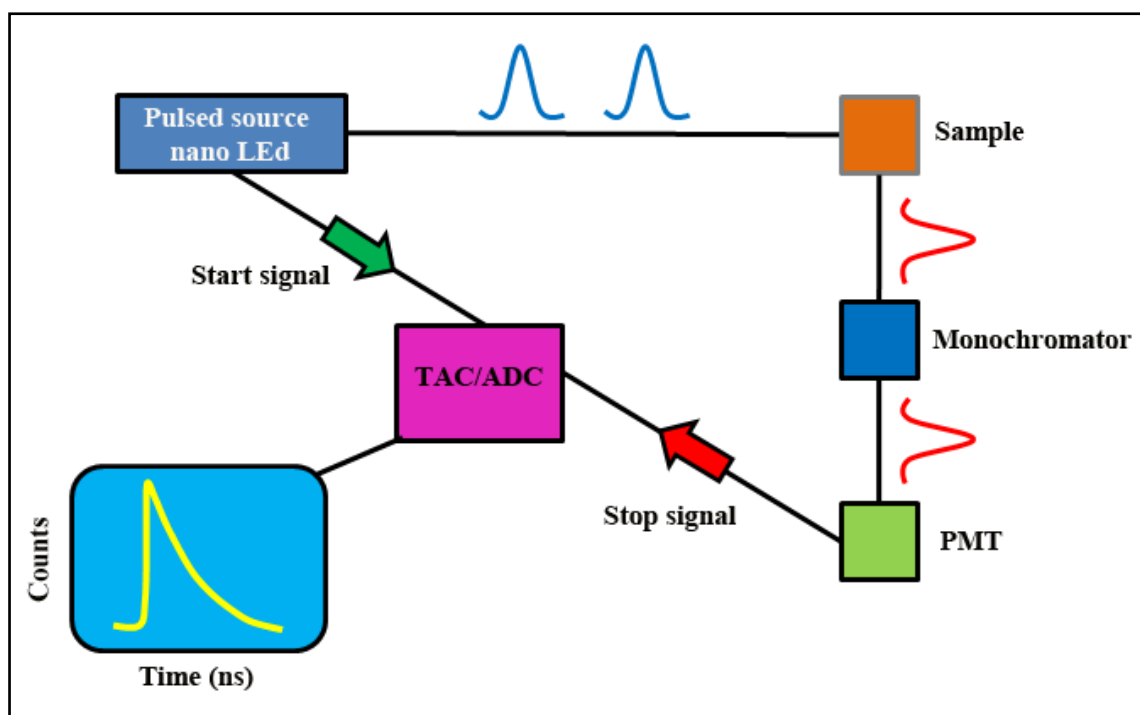 Pulsed source
nano LEd
Sample
Start signal
Monochromator
TAC/ADC
Stop signal
PMT
Counts
Time (ns)